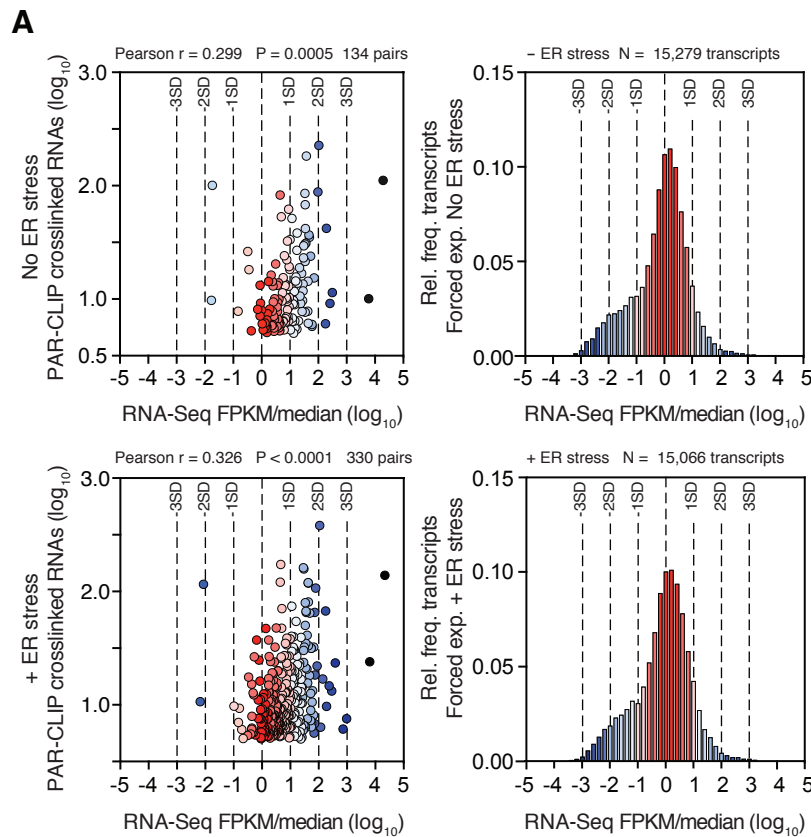 A
Pearson r = 0.299 P = 0.0005 134 pairs
No ER stress
PAR-CLIP crosslinked RNAs (log10)
3.0
2.0
1.0
0.5
-3SD
-2SD
-1SD
1SD
2SD
3SD
-5 -4 -3 -2 -1 0 1 2 3 4 5
RNA-Seq FPKM/median (log10)
− ER stress N = 15,279 transcripts
Rel. freq. transcripts
Forced exp. No ER stress
0.15
0.10
0.05
0.00
-3SD
-2SD
-1SD
1SD
2SD
3SD
-5 -4 -3 -2 -1 0 1 2 3 4 5
RNA-Seq FPKM/median (log10)
Pearson r = 0.326 P < 0.0001 330 pairs
+ ER stress
PAR-CLIP crosslinked RNAs (log10)
3.0
2.0
1.0
-3SD
-2SD
-1SD
1SD
2SD
3SD
-5 -4 -3 -2 -1 0 1 2 3 4 5
RNA-Seq FPKM/median (log10)
+ ER stress N = 15,066 transcripts
Rel. freq. transcripts
Forced exp. + ER stress
0.15
0.10
0.05
0.00
-3SD
-2SD
-1SD
1SD
2SD
3SD
-5 -4 -3 -2 -1 0 1 2 3 4 5
RNA-Seq FPKM/median (log10)